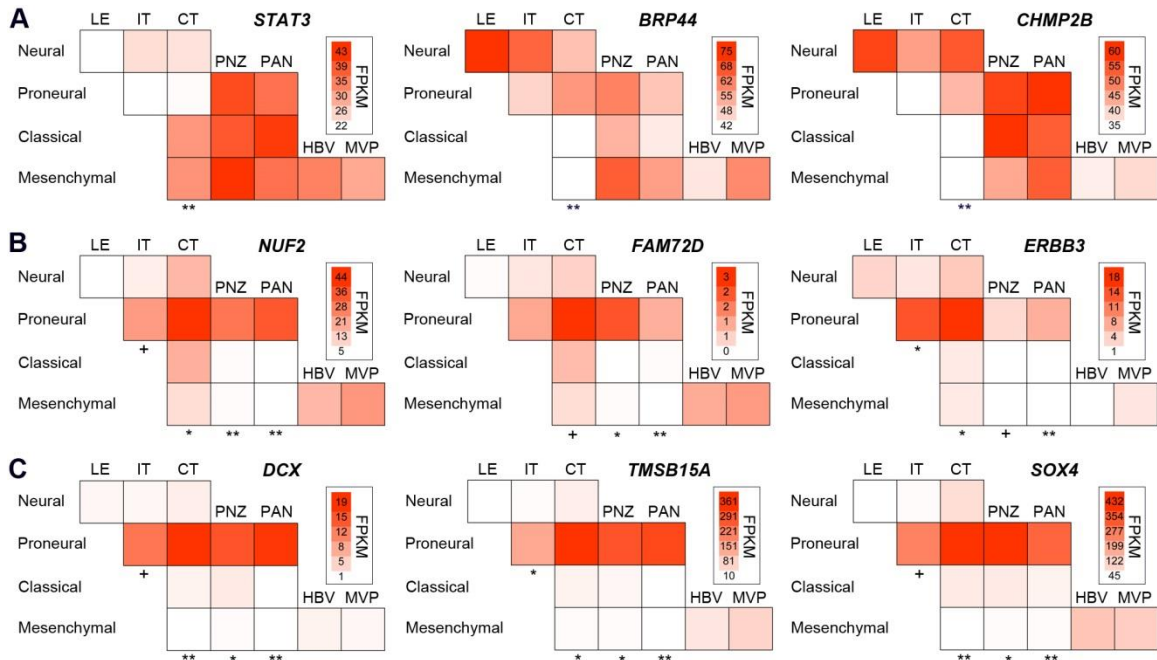 A LE IT CT STAT3 LE IT CT BRP44 LE IT CT CHMP2B
Neural PNZ PAN 43 39 35 30 26 22 FPKM Neural PNZ PAN 75 68 62 55 48 42 FPKM Neural PNZ PAN 60 55 50 45 40 35 FPKM
Proneural Proneural Proneural
Classical HBV MVP Classical HBV MVP Classical HBV MVP
Mesenchymal Mesenchymal Mesenchymal
** ** **
B LE IT CT NUF2 LE IT CT FAM72D LE IT CT ERBB3
Neural PNZ PAN 44 36 28 21 13 5 FPKM Neural PNZ PAN 3 2 2 1 1 0 FPKM Neural PNZ PAN 18 14 11 8 4 1 FPKM
Proneural Proneural Proneural
+ *
Classical HBV MVP Classical HBV MVP Classical HBV MVP
Mesenchymal Mesenchymal Mesenchymal
* ** ** + * ** * + **
C LE IT CT DCX LE IT CT TMSB15A LE IT CT SOX4
Neural PNZ PAN 19 15 12 8 5 1 FPKM Neural PNZ PAN 361 291 221 151 81 10 FPKM Neural PNZ PAN 432 354 277 199 122 45 FPKM
Proneural Proneural Proneural
+ * +
Classical HBV MVP Classical HBV MVP Classical HBV MVP
Mesenchymal Mesenchymal Mesenchymal
** * ** * * ** ** * **